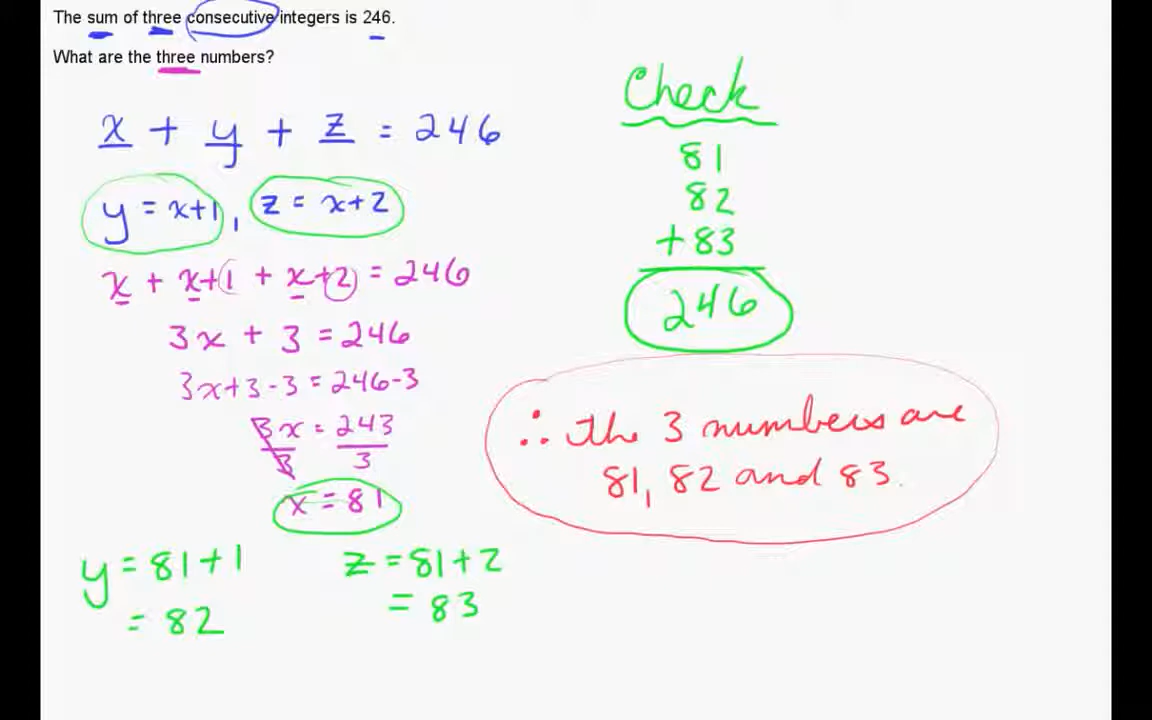 The sum of three consecutive integers is 246.
What are the three numbers?
x + y + z = 246
y = x+1, z = x+2
x + x+1 + x+2 = 246
3x + 3 = 246
3x+3-3 = 246-3
3x = 243
3 3
x = 81
y = 81+1
= 82
z = 81+2
= 83
Check
81
82
+83
246
∴ the 3 numbers are
81, 82 and 83.